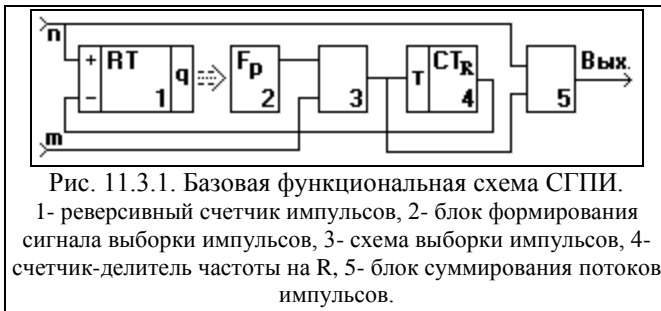 n
+ RT
− 1
q
Fp
2
3
T CTR
4
5
Вых.
m
Рис. 11.3.1. Базовая функциональная схема СГПИ.
1- реверсивный счетчик импульсов, 2- блок формирования
сигнала выборки импульсов, 3- схема выборки импульсов, 4-
счетчик-делитель частоты на R, 5- блок суммирования потоков
импульсов.